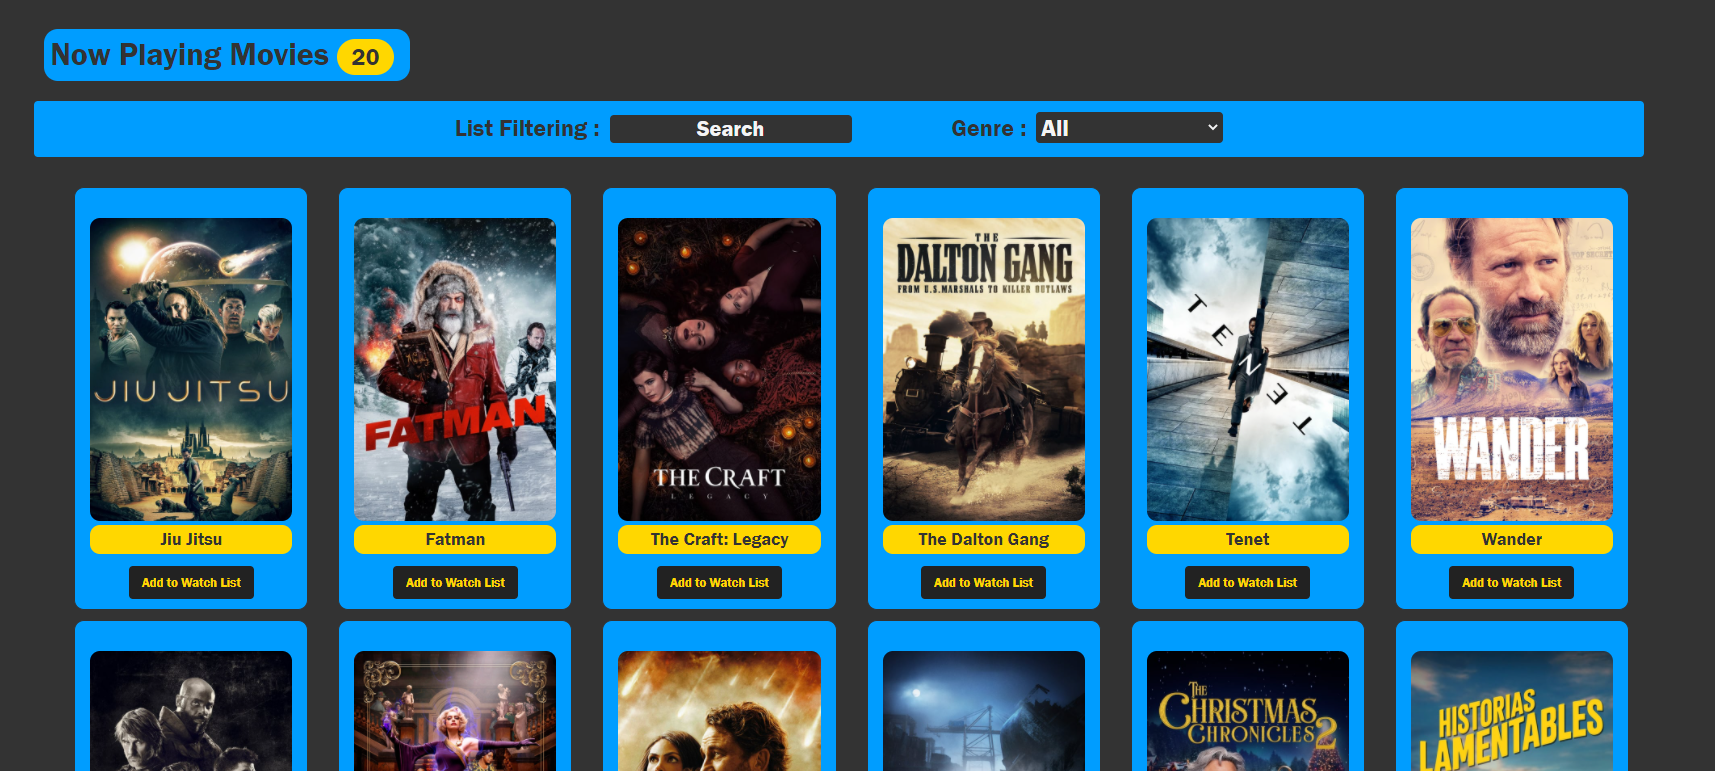 Now Playing Movies 20
List Filtering : Search Genre : All
JIU JITSU
FATMAN
THE CRAFT
LEGACY
THE
DALTON GANG
FROM U.S. MARSHALS TO KILLER OUTLAWS
TENET
WANDER
Jiu Jitsu
Fatman
The Craft: Legacy
The Dalton Gang
Tenet
Wander
Add to Watch List
Add to Watch List
Add to Watch List
Add to Watch List
Add to Watch List
Add to Watch List
THE
CHRISTMAS
CHRONICLES 2
HISTORIAS
LAMENTABLES